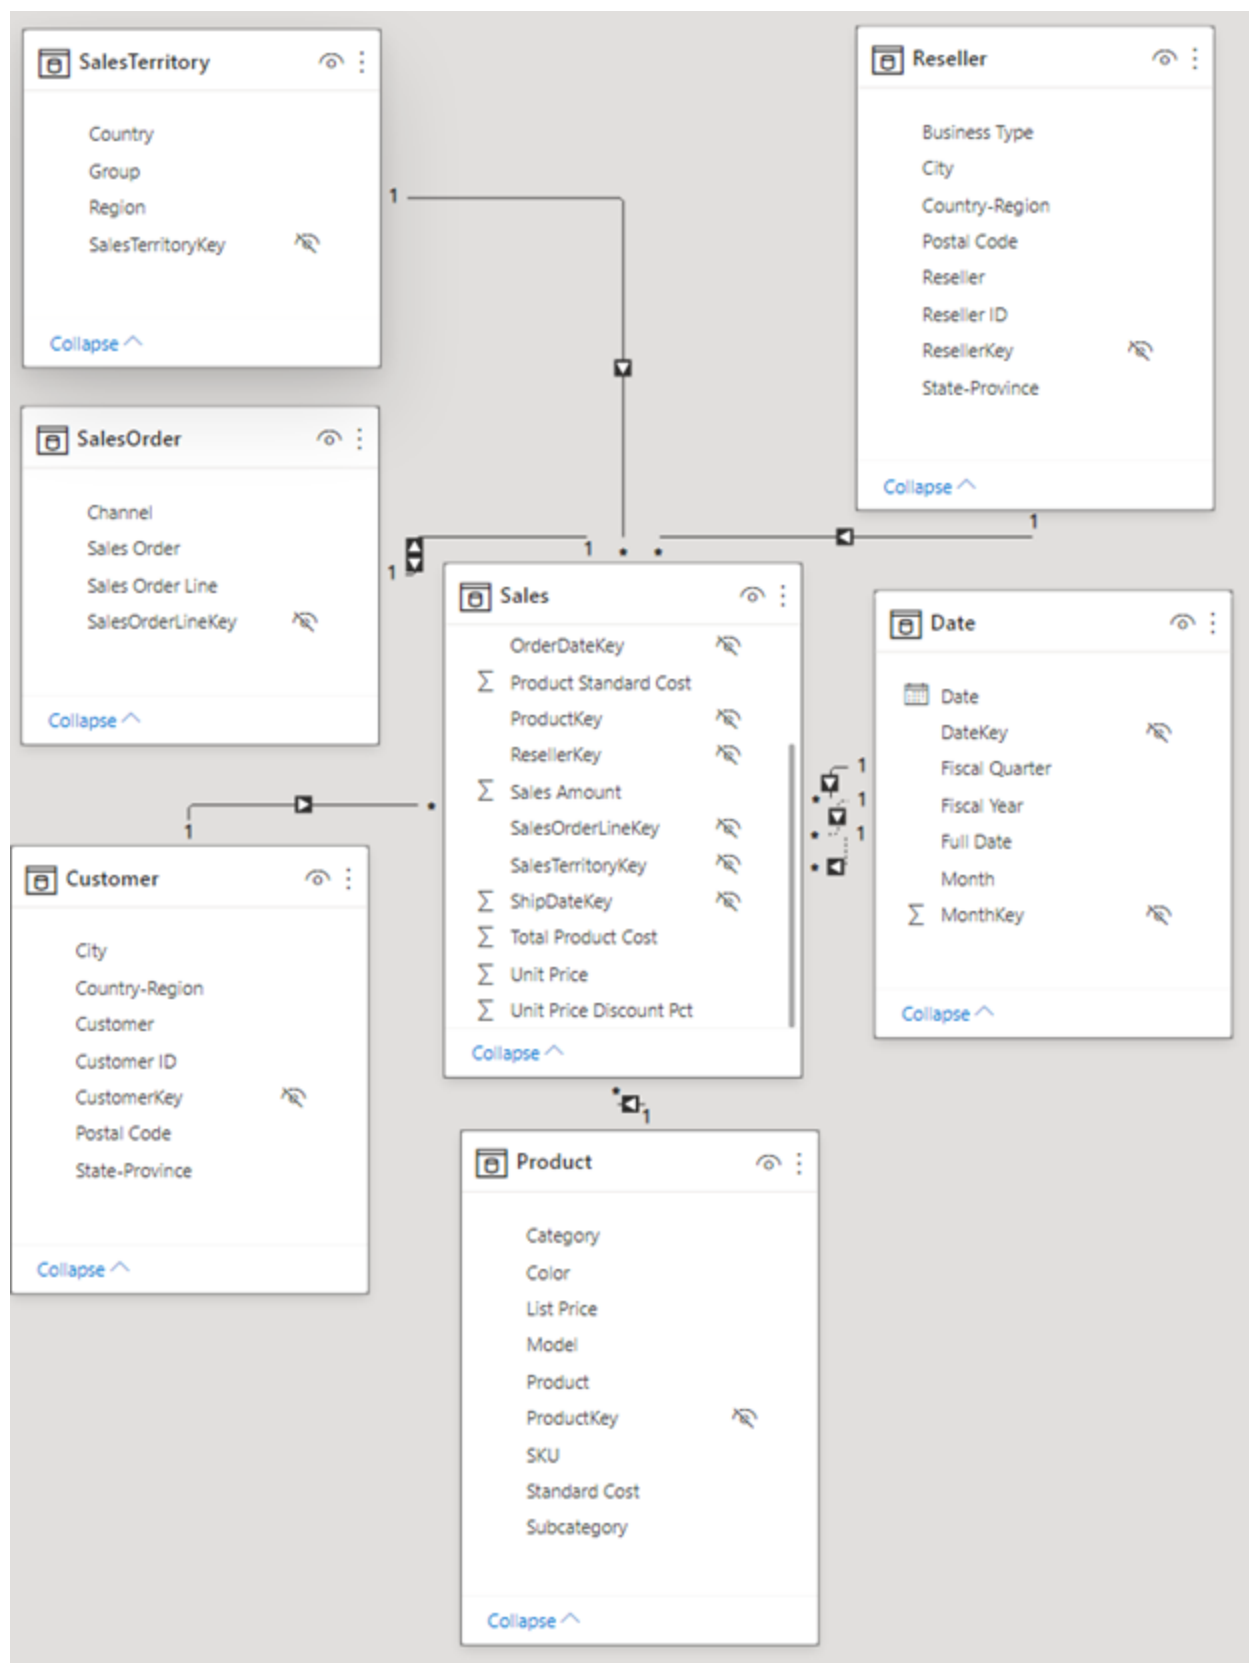 SalesTerritory
Country
Group
Region
SalesTerritoryKey
Collapse
1
Reseller
Business Type
City
Country-Region
Postal Code
Reseller
Reseller ID
ResellerKey
State-Province
Collapse
1
SalesOrder
Channel
Sales Order
Sales Order Line
SalesOrderLineKey
Collapse
1
1
*
*
Sales
OrderDateKey
Product Standard Cost
ProductKey
ResellerKey
Sales Amount
SalesOrderLineKey
SalesTerritoryKey
ShipDateKey
Total Product Cost
Unit Price
Unit Price Discount Pct
Collapse
Date
Date
DateKey
Fiscal Quarter
Fiscal Year
Full Date
Month
MonthKey
Collapse
1
* 1
* 1
*
1
*
Customer
City
Country-Region
Customer
Customer ID
CustomerKey
Postal Code
State-Province
Collapse
*
1
Product
Category
Color
List Price
Model
Product
ProductKey
SKU
Standard Cost
Subcategory
Collapse